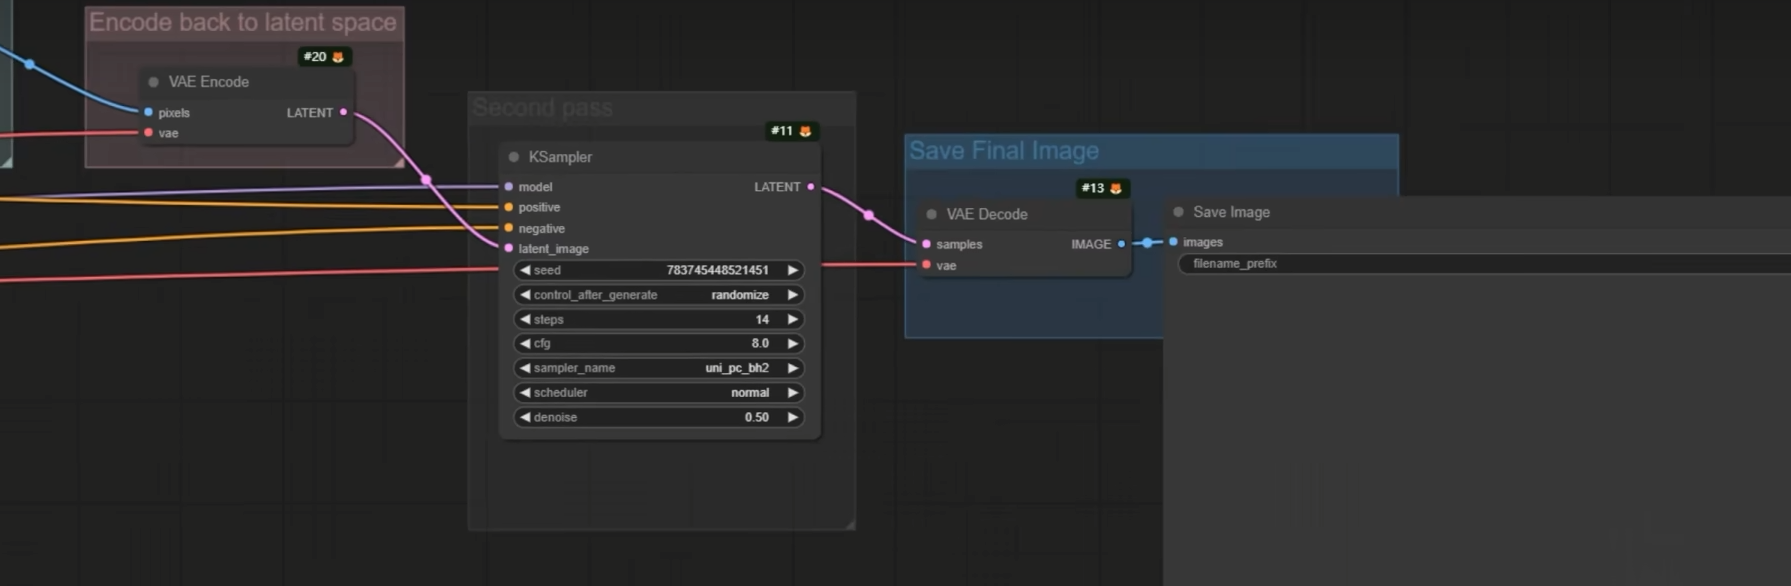 Encode back to latent space
#20
VAE Encode
pixels LATENT
vae
Second pass
#11
KSampler
model LATENT
positive
negative
latent_image
seed 783745448521451
control_after_generate randomize
steps 14
cfg 8.0
sampler_name uni_pc_bh2
scheduler normal
denoise 0.50
Save Final Image
#13
VAE Decode
samples IMAGE
vae
Save Image
images
filename_prefix